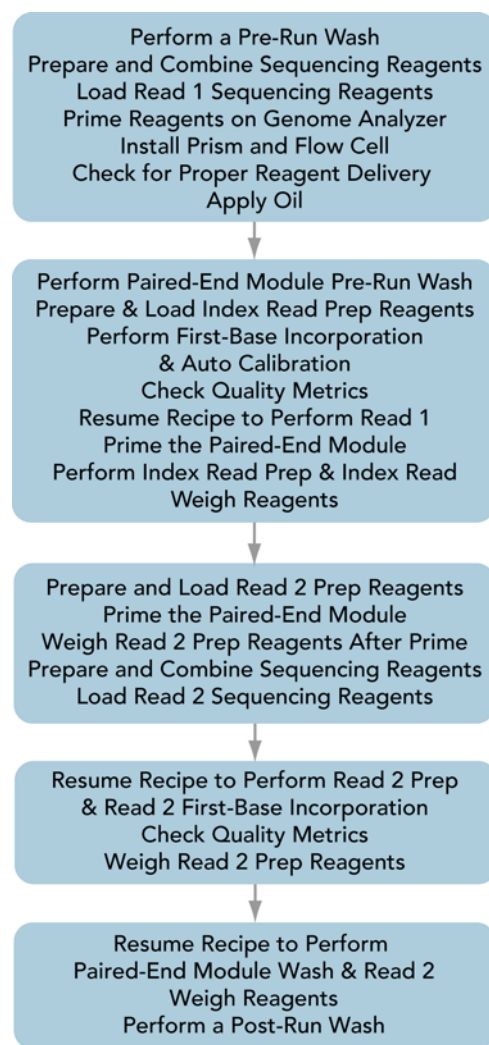 Perform a Pre-Run Wash
Prepare and Combine Sequencing Reagents
Load Read 1 Sequencing Reagents
Prime Reagents on Genome Analyzer
Install Prism and Flow Cell
Check for Proper Reagent Delivery
Apply Oil
Perform Paired-End Module Pre-Run Wash
Prepare & Load Index Read Prep Reagents
Perform First-Base Incorporation
& Auto Calibration
Check Quality Metrics
Resume Recipe to Perform Read 1
Prime the Paired-End Module
Perform Index Read Prep & Index Read
Weigh Reagents
Prepare and Load Read 2 Prep Reagents
Prime the Paired-End Module
Weigh Read 2 Prep Reagents After Prime
Prepare and Combine Sequencing Reagents
Load Read 2 Sequencing Reagents
Resume Recipe to Perform Read 2 Prep
& Read 2 First-Base Incorporation
Check Quality Metrics
Weigh Read 2 Prep Reagents
Resume Recipe to Perform
Paired-End Module Wash & Read 2
Weigh Reagents
Perform a Post-Run Wash